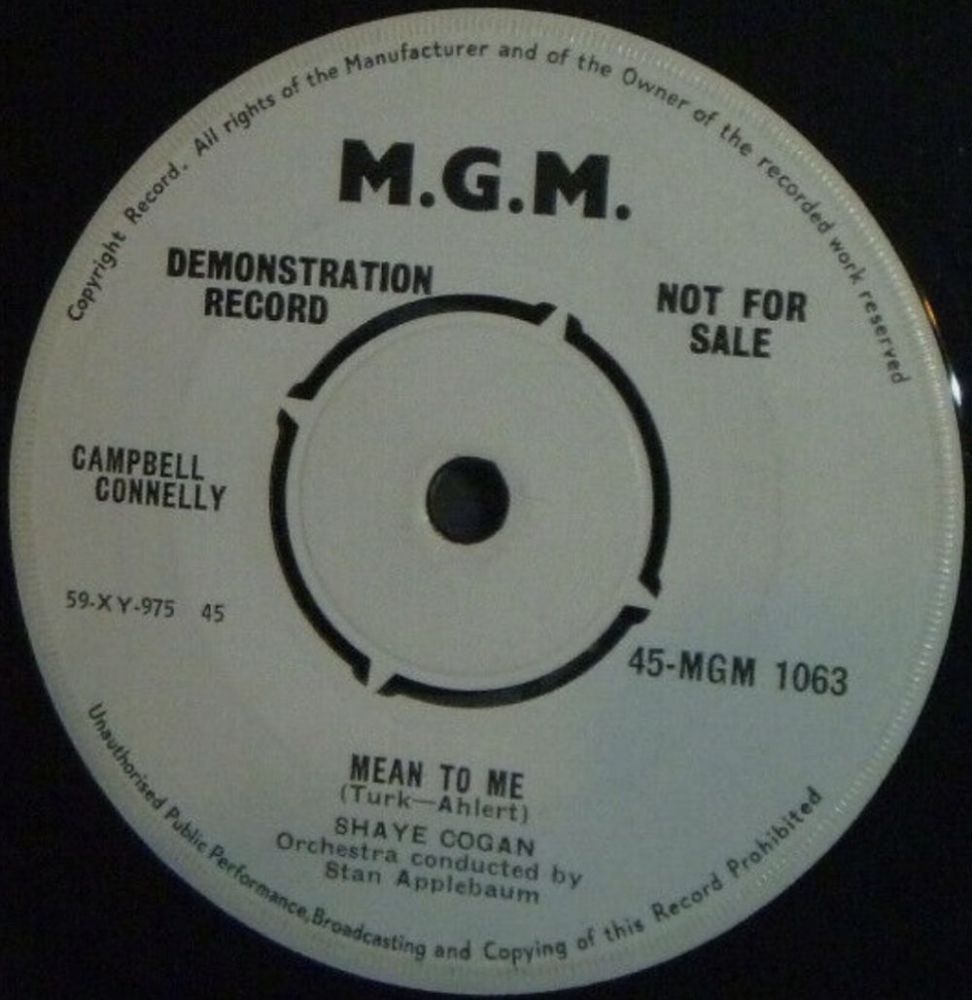 Copyright Record. All rights of the Manufacturer and of the Owner of the recorded work reserved
M.G.M.
DEMONSTRATION
RECORD
NOT FOR
SALE
CAMPBELL
CONNELLY
59-XY-975 45
45-MGM 1063
MEAN TO ME
(Turk—Ahlert)
SHAYE COGAN
Orchestra conducted by
Stan Applebaum
Unauthorised Public Performance, Broadcasting and Copying of this Record Prohibited